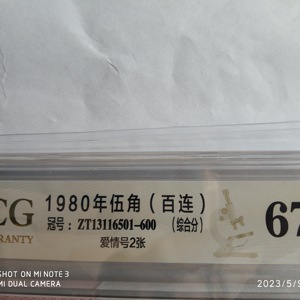 1980年伍角（百连）
冠号：ZT13116501-600 （综合分）
爱情号2张
CG
RANTY
67
SHOT ON MI NOTE 3
MI DUAL CAMERA
2023/5/5